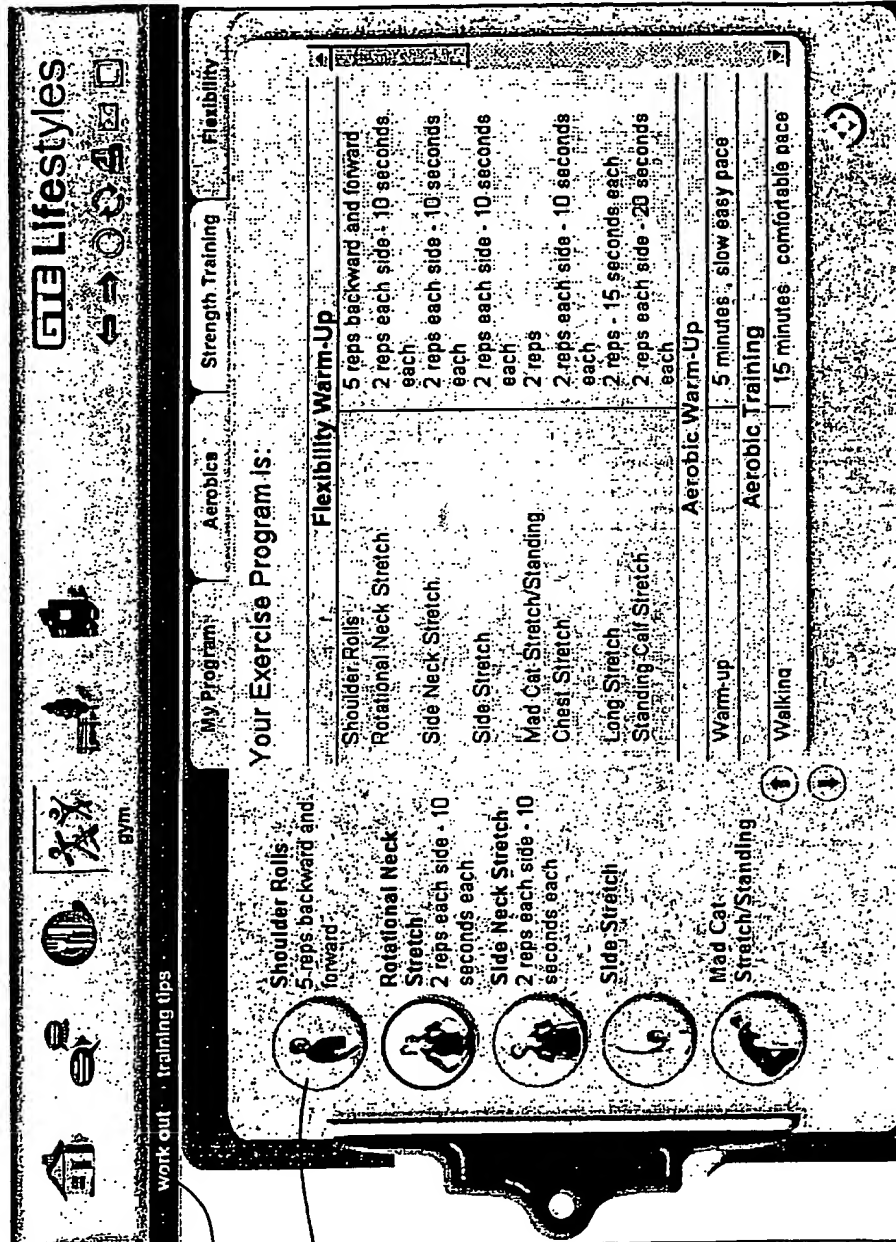 GTE Lifestyles
gym
work out · training tips
My Program
Aerobics
Strength Training
Flexibility
Shoulder Rolls
5 reps backward and
forward
Rotational Neck
Stretch
2 reps each side - 10
seconds each
Side Neck Stretch
2 reps each side - 10
seconds each
Side Stretch
Mad Cat
Stretch/Standing
Your Exercise Program Is:
Flexibility Warm-Up
Shoulder Rolls 5 reps backward and forward
Rotational Neck Stretch 2 reps each side - 10 seconds
each
Side Neck Stretch 2 reps each side - 10 seconds
each
Side Stretch 2 reps each side - 10 seconds
each
Mad Cat Stretch/Standing 2 reps
Chest Stretch 2 reps each side - 10 seconds
each
Long Stretch 2 reps - 15 seconds each
Standing Calf Stretch 2 reps each side - 20 seconds
each
Aerobic Warm-Up
Warm-up 5 minutes - slow easy pace
Aerobic Training
Walking 15 minutes - comfortable pace